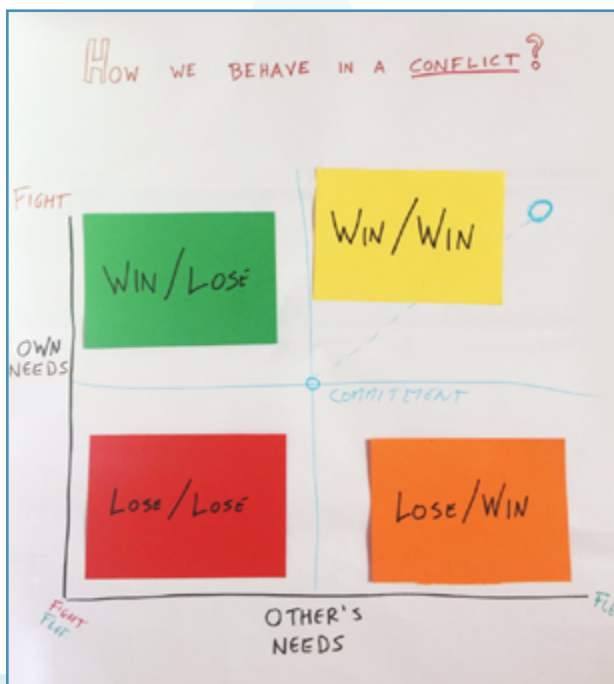 HOW WE BEHAVE IN A CONFLICT?
FIGHT
WIN/LOSE
WIN/WIN
OWN
NEEDS
COMMITMENT
LOSE/LOSE
LOSE/WIN
FIGHT
FLEE
OTHER'S
NEEDS